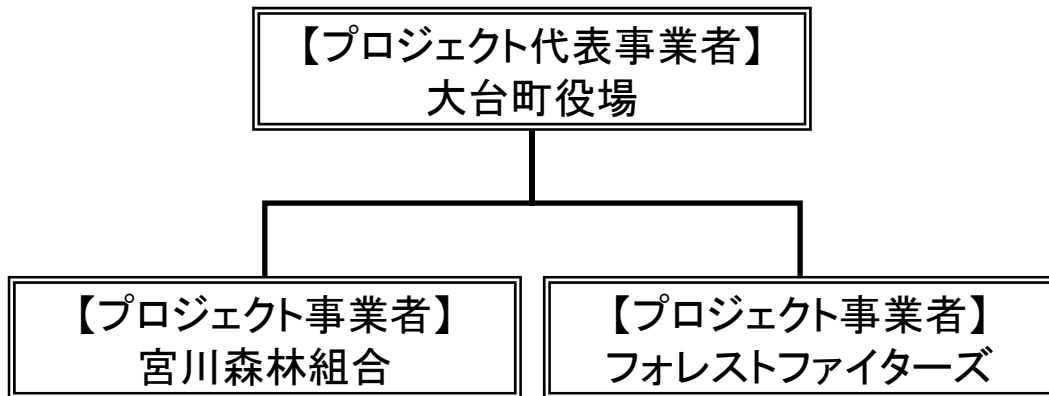 【プロジェクト代表事業者】
大台町役場
【プロジェクト事業者】
宮川森林組合
【プロジェクト事業者】
フォレストファイターズ